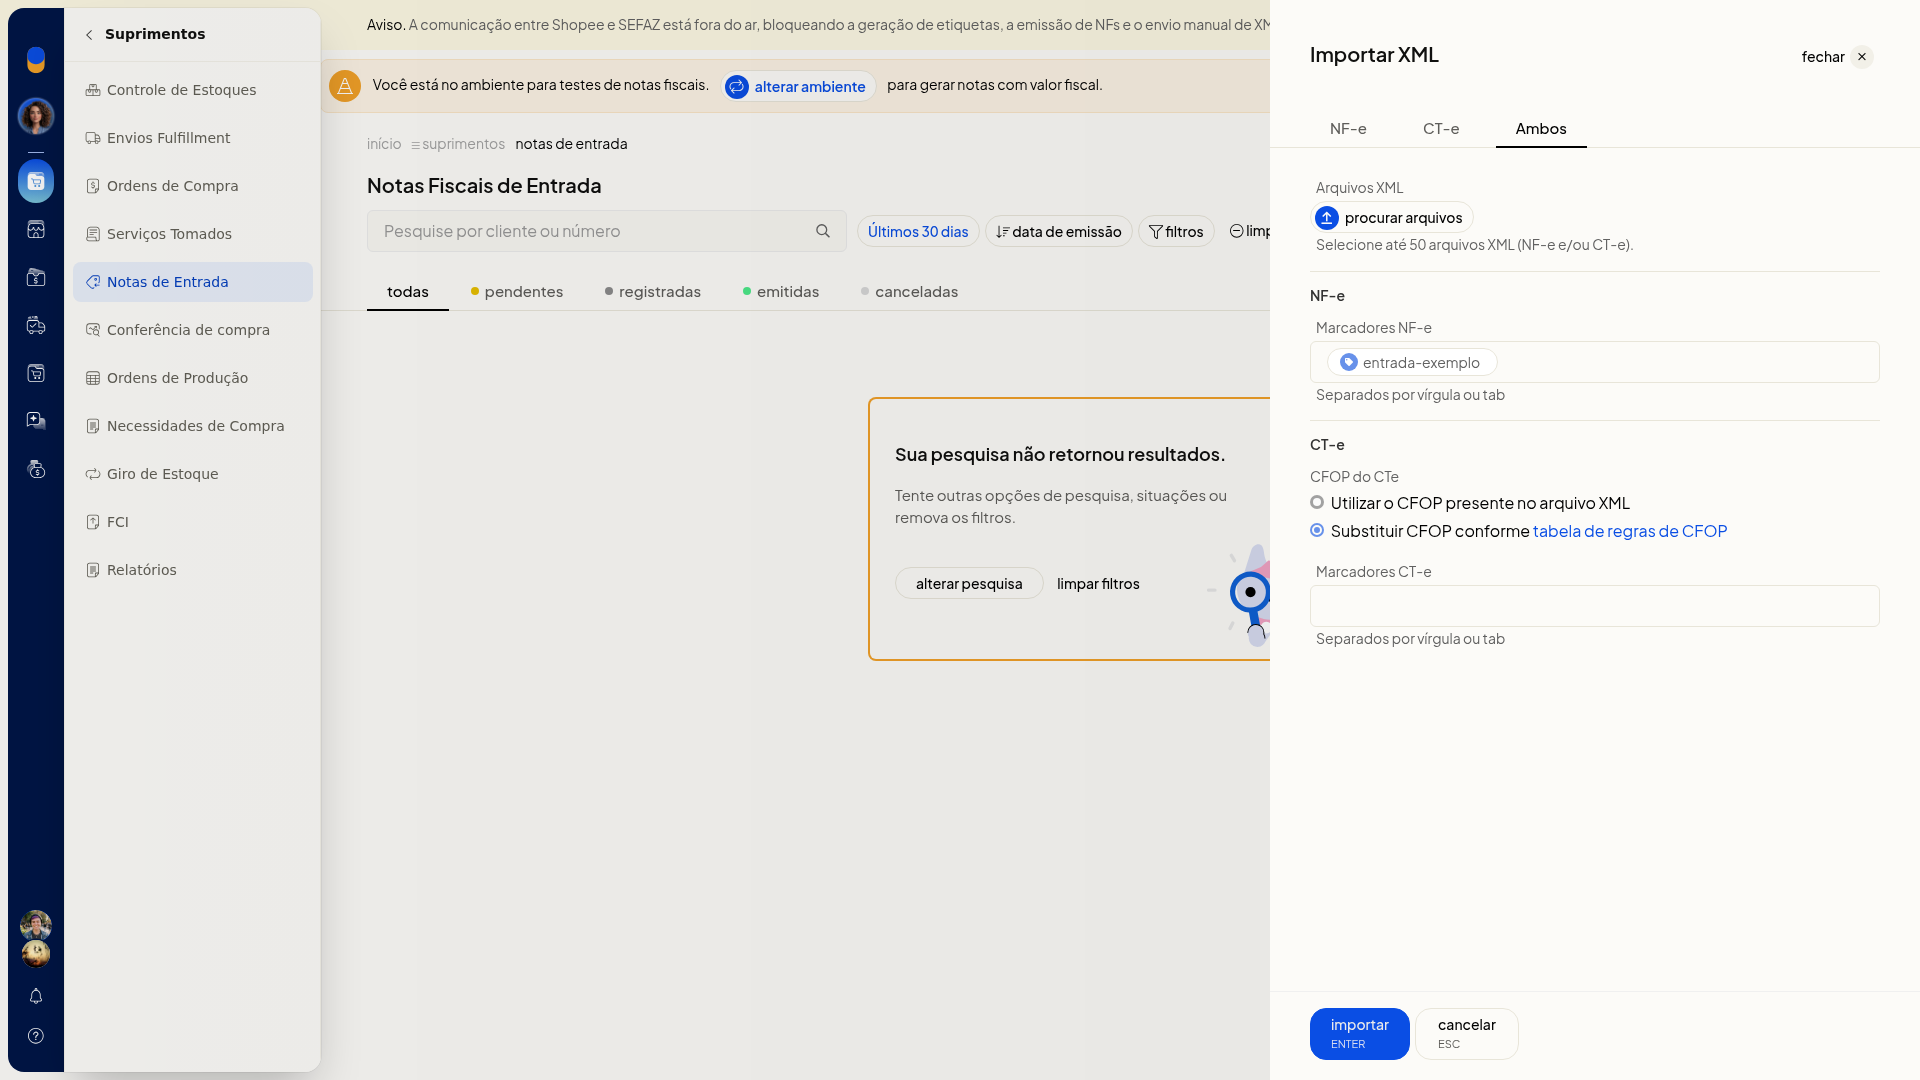 Suprimentos
Controle de Estoques
Envios Fulfillment
Ordens de Compra
Serviços Tomados
Notas de Entrada
Conferência de compra
Ordens de Produção
Necessidades de Compra
Giro de Estoque
FCI
Relatórios
Aviso. A comunicação entre Shopee e SEFAZ está fora do ar, bloqueando a geração de etiquetas, a emissão de NFs e o envio manual de XM
Você está no ambiente para testes de notas fiscais. alterar ambiente para gerar notas com valor fiscal.
início suprimentos notas de entrada
Notas Fiscais de Entrada
Pesquise por cliente ou número
Últimos 30 dias data de emissão filtros limp
todas pendentes registradas emitidas canceladas
Sua pesquisa não retornou resultados.
Tente outras opções de pesquisa, situações ou
remova os filtros.
alterar pesquisa limpar filtros
Importar XML
fechar
NF-e CT-e Ambos
Arquivos XML
procurar arquivos
Selecione até 50 arquivos XML (NF-e e/ou CT-e).
NF-e
Marcadores NF-e
entrada-exemplo
Separados por vírgula ou tab
CT-e
CFOP do CTe
Utilizar o CFOP presente no arquivo XML
Substituir CFOP conforme tabela de regras de CFOP
Marcadores CT-e
Separados por vírgula ou tab
importar
ENTER
cancelar
ESC